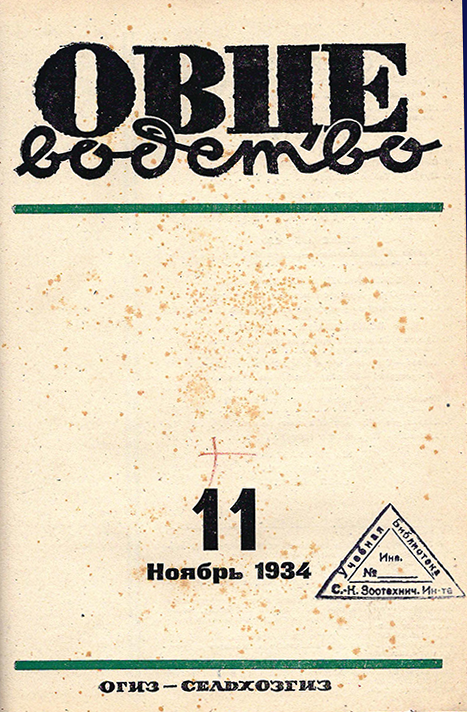 ОВЦЕ
водство
11
Ноябрь 1934
Учебная Библиотека
Инв.
№
С.-К. Зоотехнич. Ин-та
ОГИЗ — СЕЛЬХОЗГИЗ